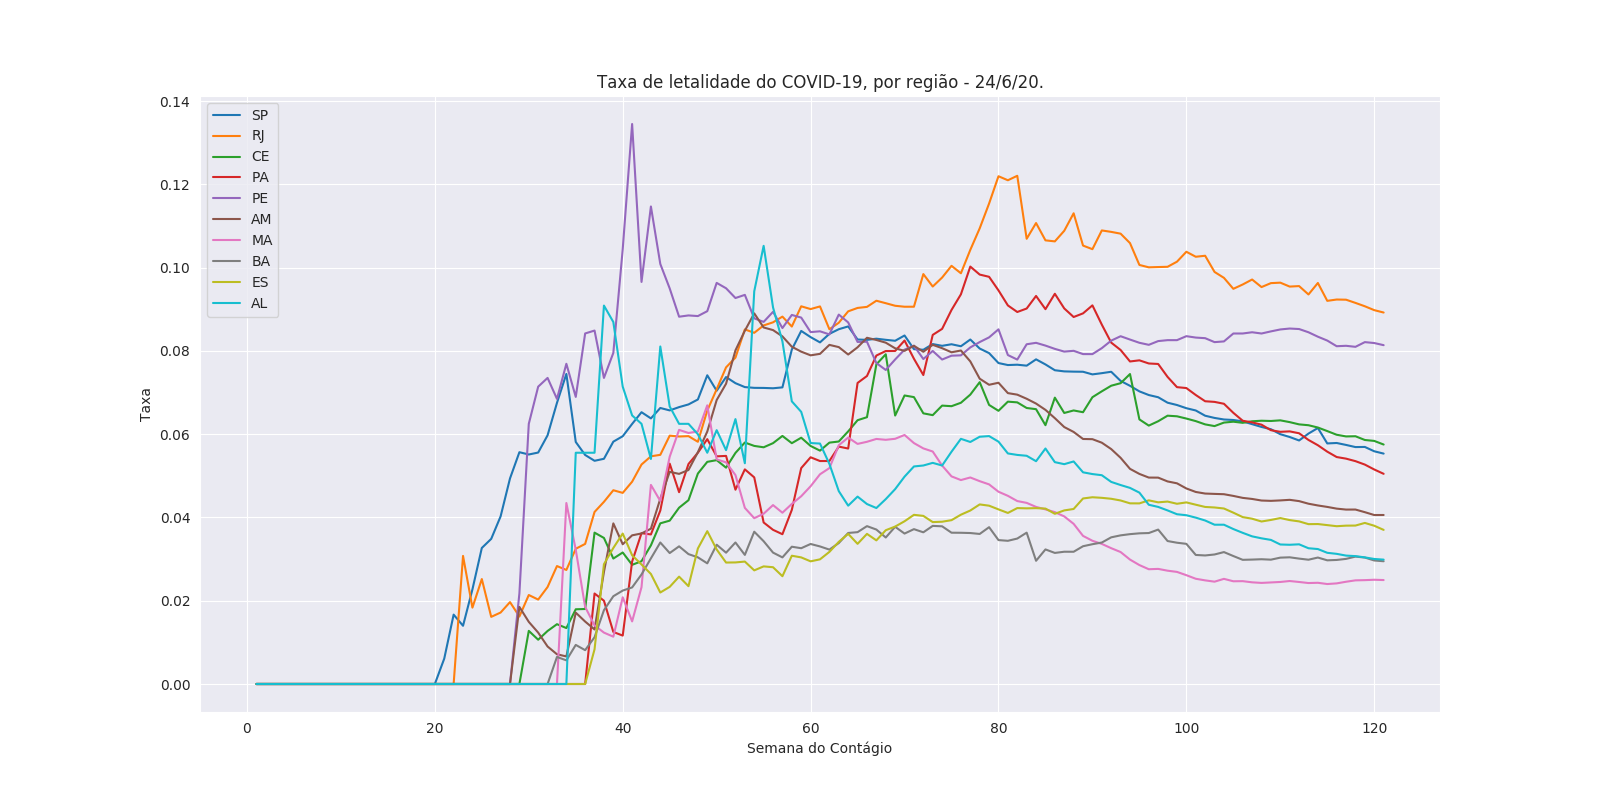 Taxa de letalidade do COVID-19, por região - 24/6/20.
0.14
0.12
0.10
0.08
0.06
0.04
0.02
0.00
Taxa
SP
RJ
CE
PA
PE
AM
MA
BA
ES
AL
0 20 40 60 80 100 120
Semana do Contágio